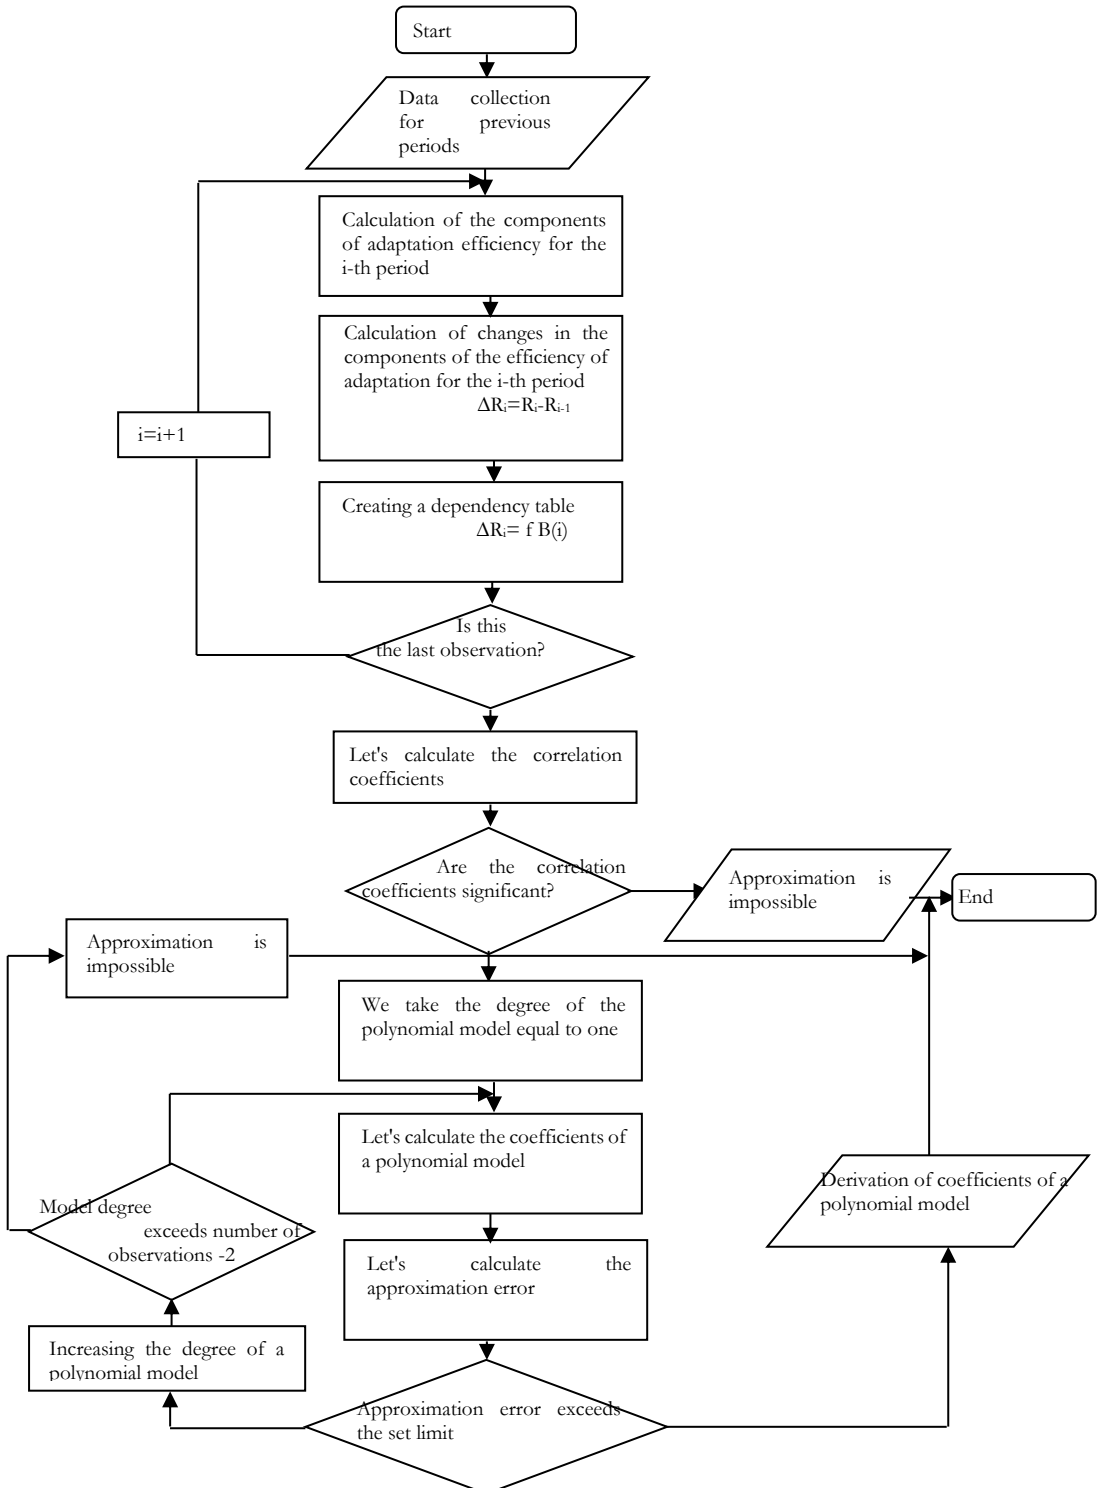 Start
Data collection
for previous
periods
Calculation of the components
of adaptation efficiency for the
i-th period
Calculation of changes in the
components of the efficiency of
adaptation for the i-th period
ΔRᵢ=Rᵢ-Rᵢ₋₁
i=i+1
Creating a dependency table
ΔRᵢ= f B(i)
Is this
the last observation?
Let's calculate the correlation
coefficients
Are the correlation
coefficients significant?
Approximation is
impossible
End
Approximation is
impossible
We take the degree of the
polynomial model equal to one
Let's calculate the coefficients of
a polynomial model
Model degree
exceeds number of
observations -2
Derivation of coefficients of a
polynomial model
Let's calculate the
approximation error
Increasing the degree of a
polynomial model
Approximation error exceeds
the set limit